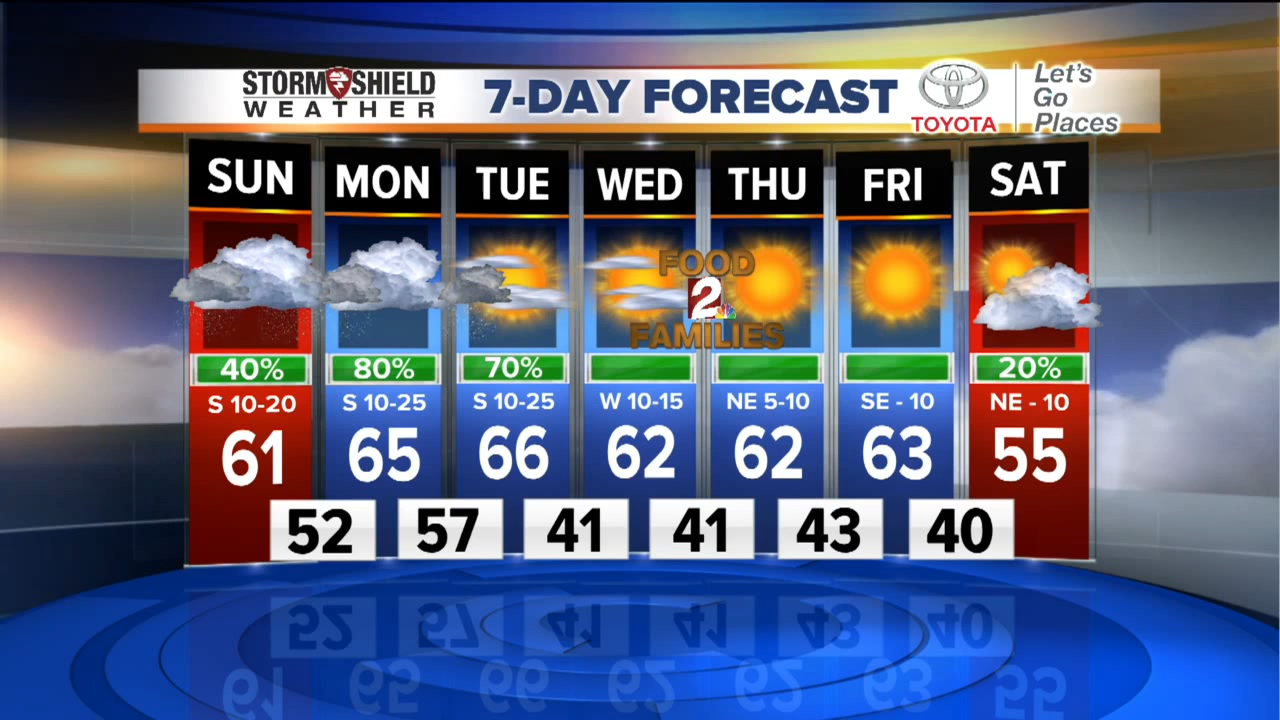 STORM SHIELD
WEATHER
7-DAY FORECAST
TOYOTA
Let's
Go
Places
SUN MON TUE WED THU FRI SAT
FOOD
2
FAMILIES
40% 80% 70% 20%
S 10-20 S 10-25 S 10-25 W 10-15 NE 5-10 SE - 10 NE - 10
61 65 66 62 62 63 55
52 57 41 41 43 40